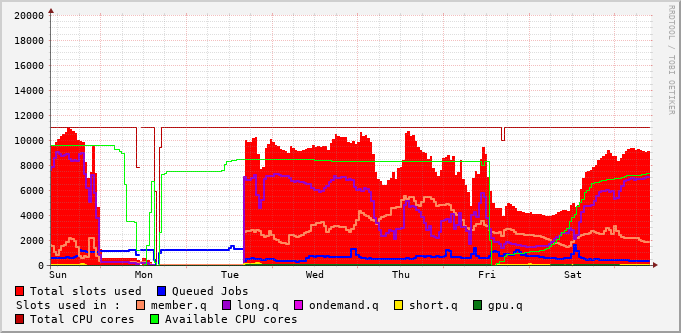 RRDTOOL / TOBI OETIKER
20000
18000
16000
14000
12000
10000
8000
6000
4000
2000
0
Sun Mon Tue Wed Thu Fri Sat
Total slots used Queued Jobs
Slots used in : member.q long.q ondemand.q short.q gpu.q
Total CPU cores Available CPU cores